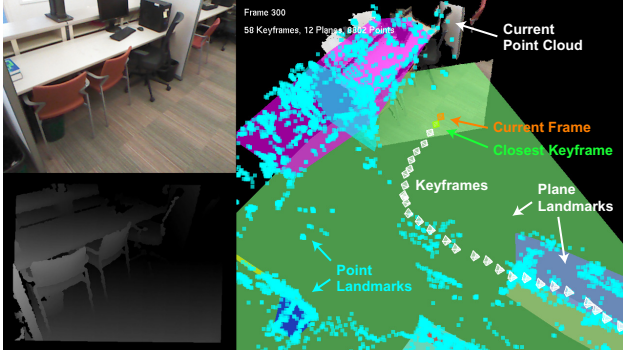 Frame 300
58 Keyframes, 12 Planes, 8802 Points
Current
Point Cloud
Current Frame
Closest Keyframe
Keyframes
Plane
Landmarks
Point
Landmarks